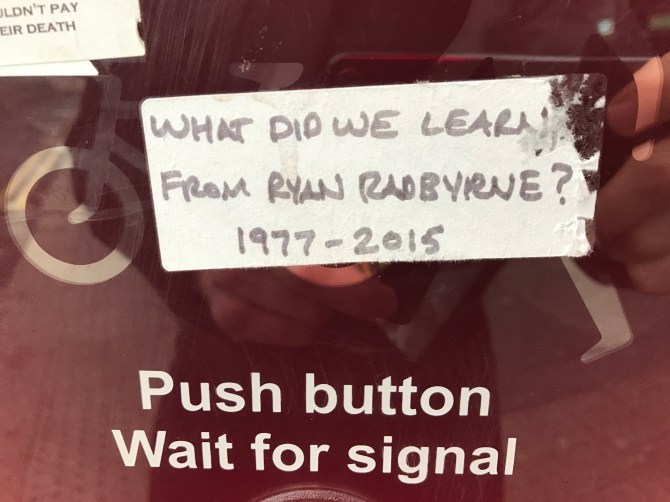 ULDN'T PAY
EIR DEATH
WHAT DID WE LEARN
FROM RYAN RADBYRNE?
1977-2015
Push button
Wait for signal